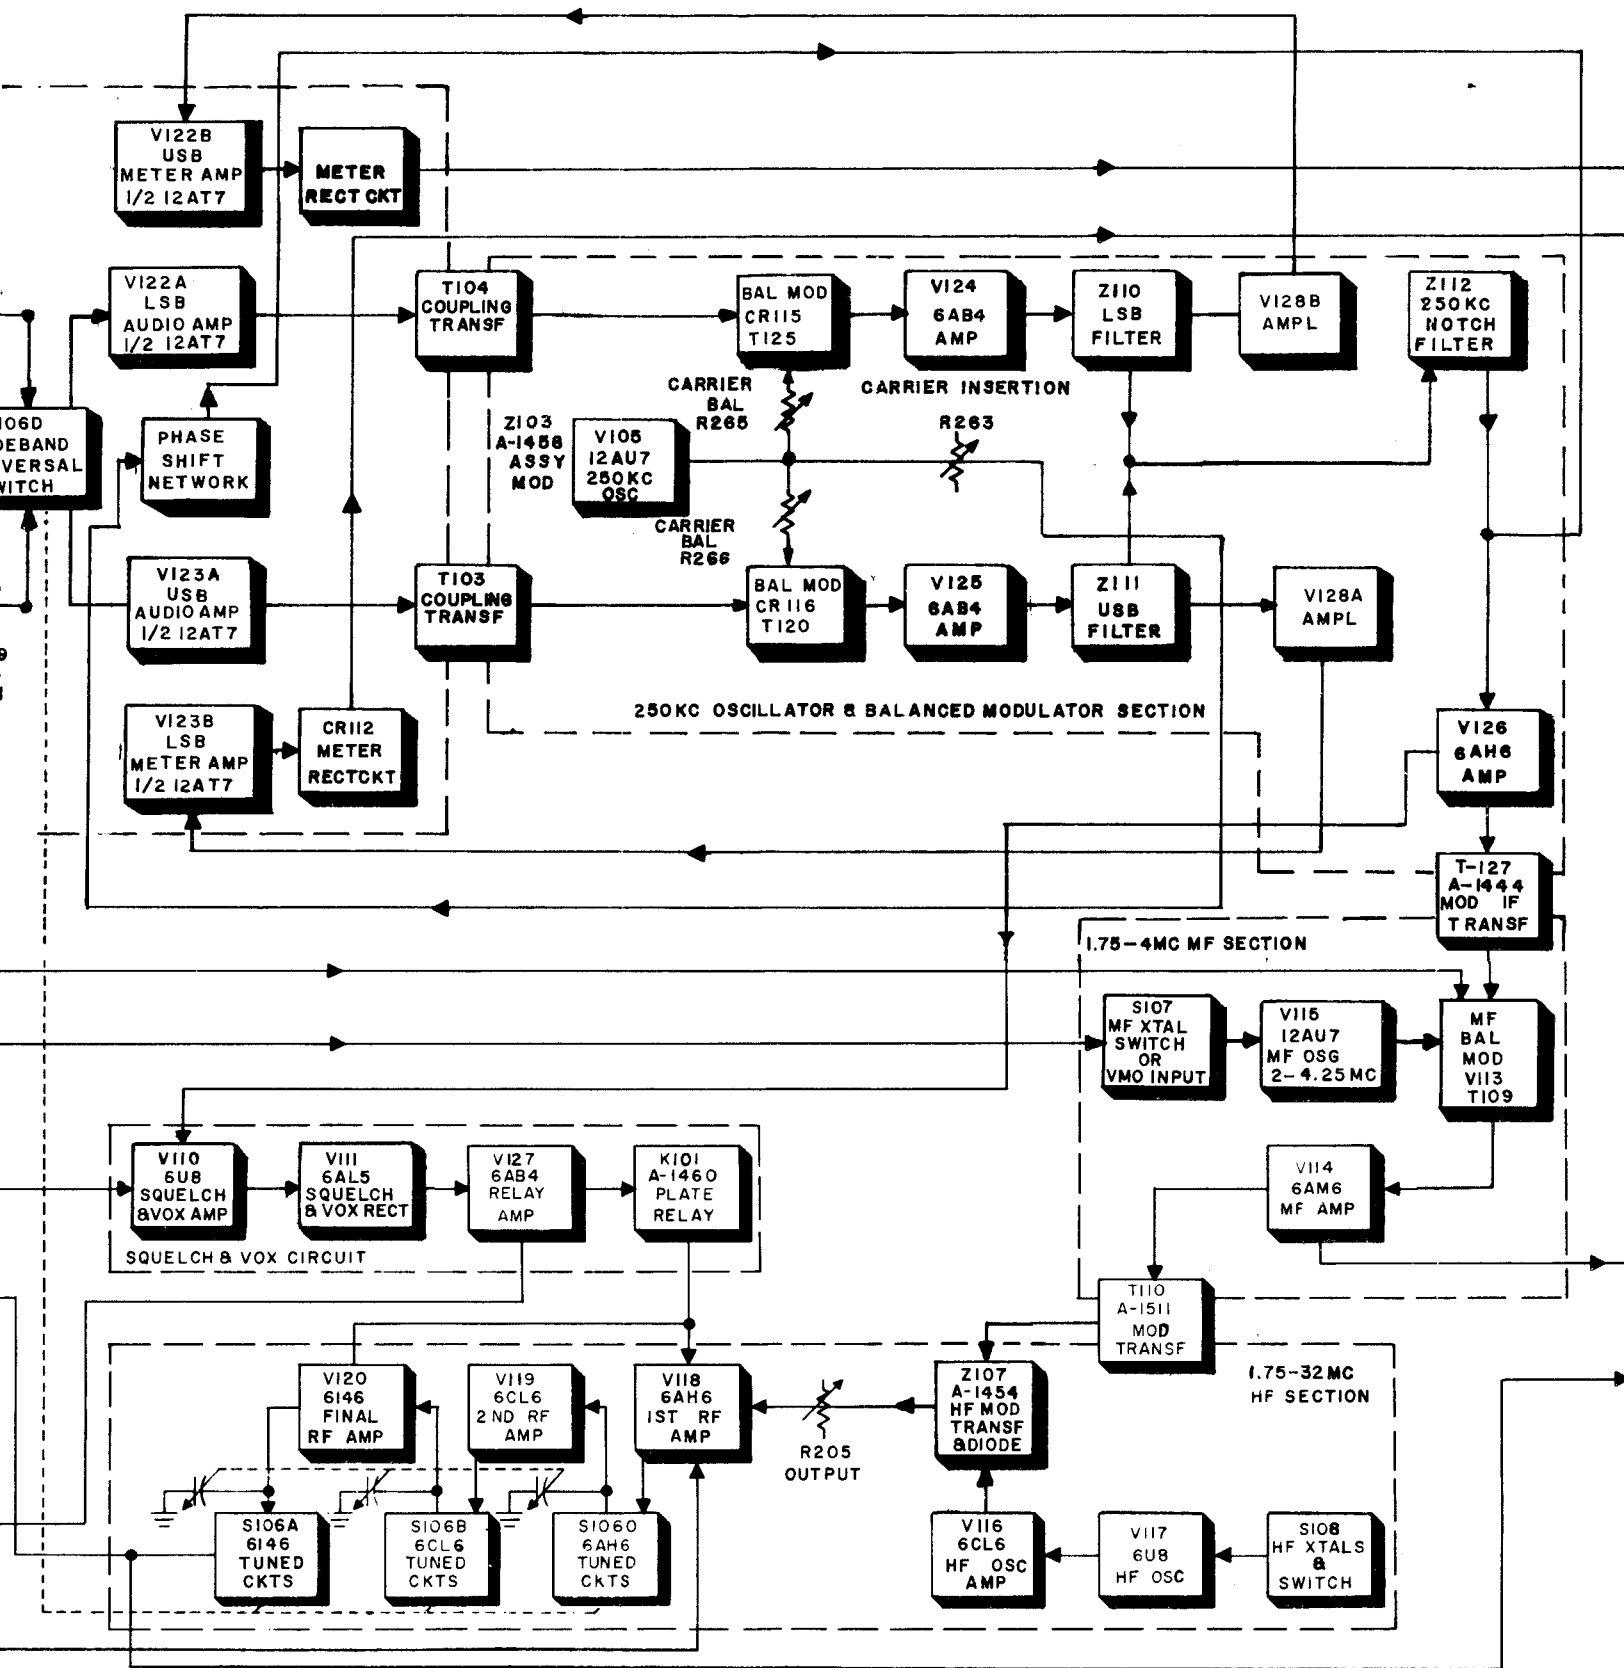 V122B
USB
METER AMP
1/2 12AT7
METER
RECT CKT
V122A
LSB
AUDIO AMP
1/2 12AT7
T104
COUPLING
TRANSF
BAL MOD
CR115
T125
V124
6AB4
AMP
Z110
LSB
FILTER
V128B
AMPL
Z112
250KC
NOTCH
FILTER
CARRIER
BAL
R265
CARRIER INSERTION
R263
106D
DEBAND
VERSAL
WITCH
PHASE
SHIFT
NETWORK
Z103
A-1458
ASSY
MOD
V105
12AU7
250KC
OSC
CARRIER
BAL
R266
V123A
USB
AUDIO AMP
1/2 12AT7
T103
COUPLING
TRANSF
BAL MOD
CR116
T120
V125
6AB4
AMP
Z111
USB
FILTER
V128A
AMPL
9
250KC OSCILLATOR & BALANCED MODULATOR SECTION
V123B
LSB
METER AMP
1/2 12AT7
CR112
METER
RECTCKT
V126
6AH6
AMP
T-127
A-1444
MOD IF
TRANSF
1.75-4MC MF SECTION
S107
MF XTAL
SWITCH
OR
VMO INPUT
V115
12AU7
MF OSG
2-4.25MC
MF
BAL
MOD
V113
T109
V110
6U8
SQUELCH
&VOX AMP
V111
6AL5
SQUELCH
& VOX RECT
V127
6AB4
RELAY
AMP
K101
A-1460
PLATE
RELAY
V114
6AM6
MF AMP
SQUELCH & VOX CIRCUIT
T110
A-1511
MOD
TRANSF
V120
6146
FINAL
RF AMP
V119
6CL6
2ND RF
AMP
V118
6AH6
1ST RF
AMP
R205
OUTPUT
Z107
A-1454
HF MOD
TRANSF
&DIODE
1.75-32MC
HF SECTION
S106A
6146
TUNED
CKTS
S106B
6CL6
TUNED
CKTS
S1060
6AH6
TUNED
CKTS
V116
6CL6
HF OSC
AMP
V117
6U8
HF OSC
S108
HF XTALS
&
SWITCH